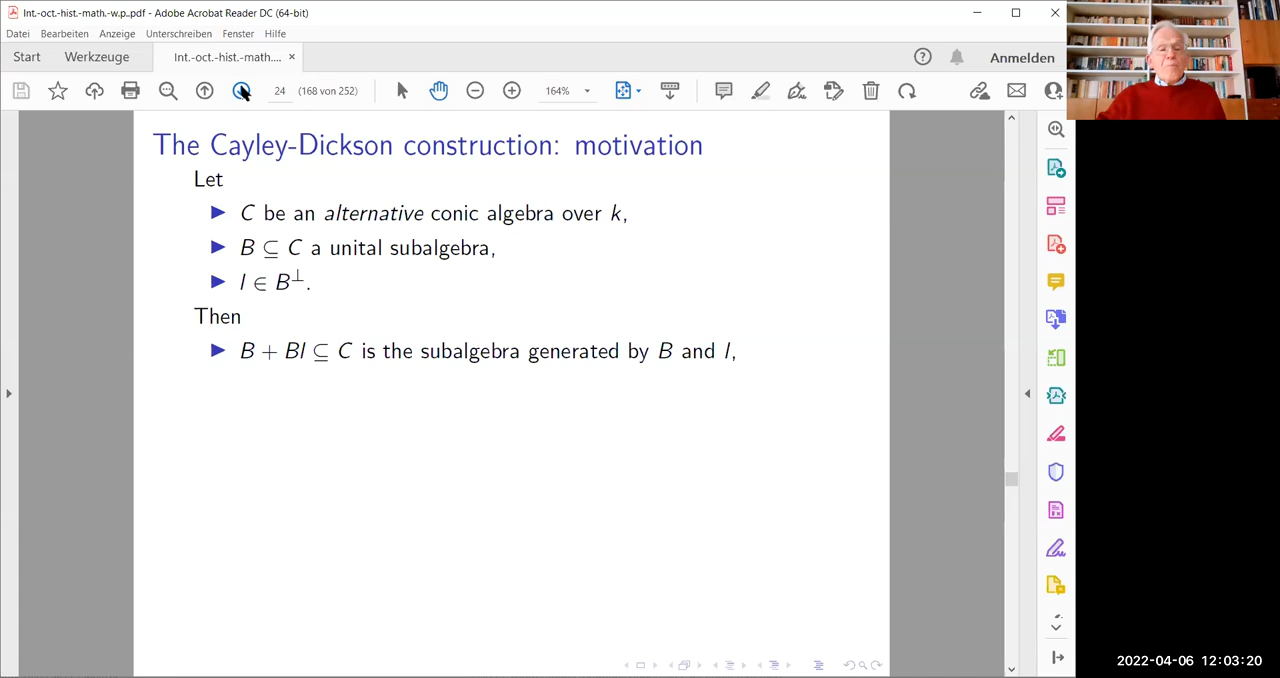 Int.-oct.-hist.-math.-w.p..pdf - Adobe Acrobat Reader DC (64-bit)
Datei Bearbeiten Anzeige Unterschreiben Fenster Hilfe
Start Werkzeuge Int.-oct.-hist.-math.... × Anmelden
24 (168 von 252) 164%
The Cayley-Dickson construction: motivation
Let
▶ C be an alternative conic algebra over k,
▶ B ⊆ C a unital subalgebra,
▶ l ∈ B⊥.
Then
▶ B + Bl ⊆ C is the subalgebra generated by B and l,
2022-04-06 12:03:20